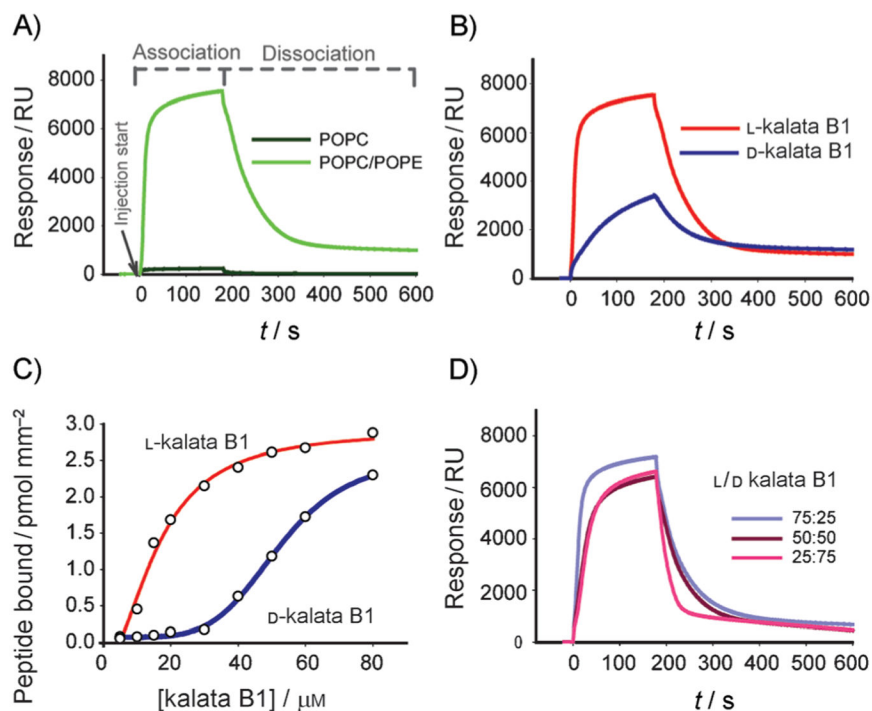 A)
Association
Dissociation
8000
6000
4000
2000
0
Response / RU
Injection start
POPC
POPC/POPE
0 100 200 300 400 500 600
t / s
B)
8000
6000
4000
2000
0
Response / RU
L-kalata B1
D-kalata B1
0 100 200 300 400 500 600
t / s
C)
3.0
2.5
2.0
1.5
1.0
0.5
0.0
Peptide bound / pmol mm⁻²
L-kalata B1
D-kalata B1
0 20 40 60 80
[kalata B1] / μM
D)
8000
6000
4000
2000
0
Response / RU
L/D kalata B1
75:25
50:50
25:75
0 100 200 300 400 500 600
t / s